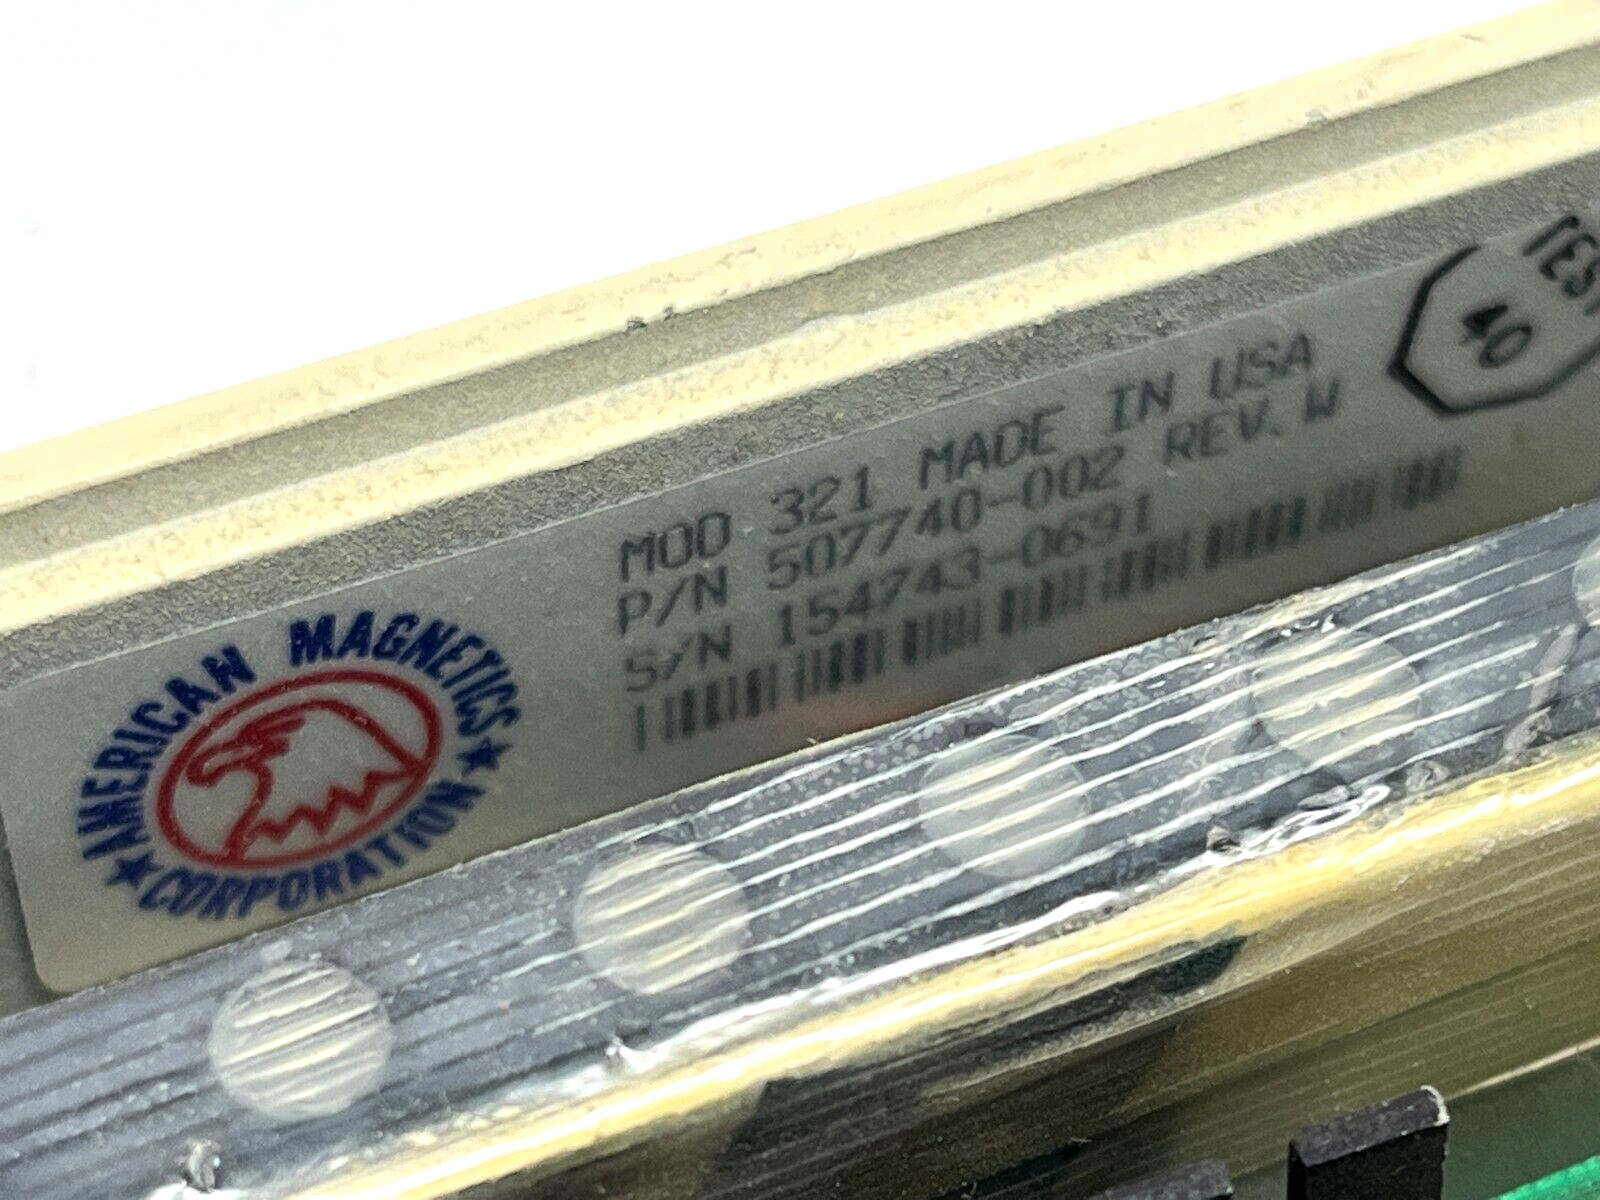 AMERICAN MAGNETICS
CORPORATION
MOD 321 MADE IN USA
P/N 507740-002 REV. W
S/N 154743-0691
TEST
40